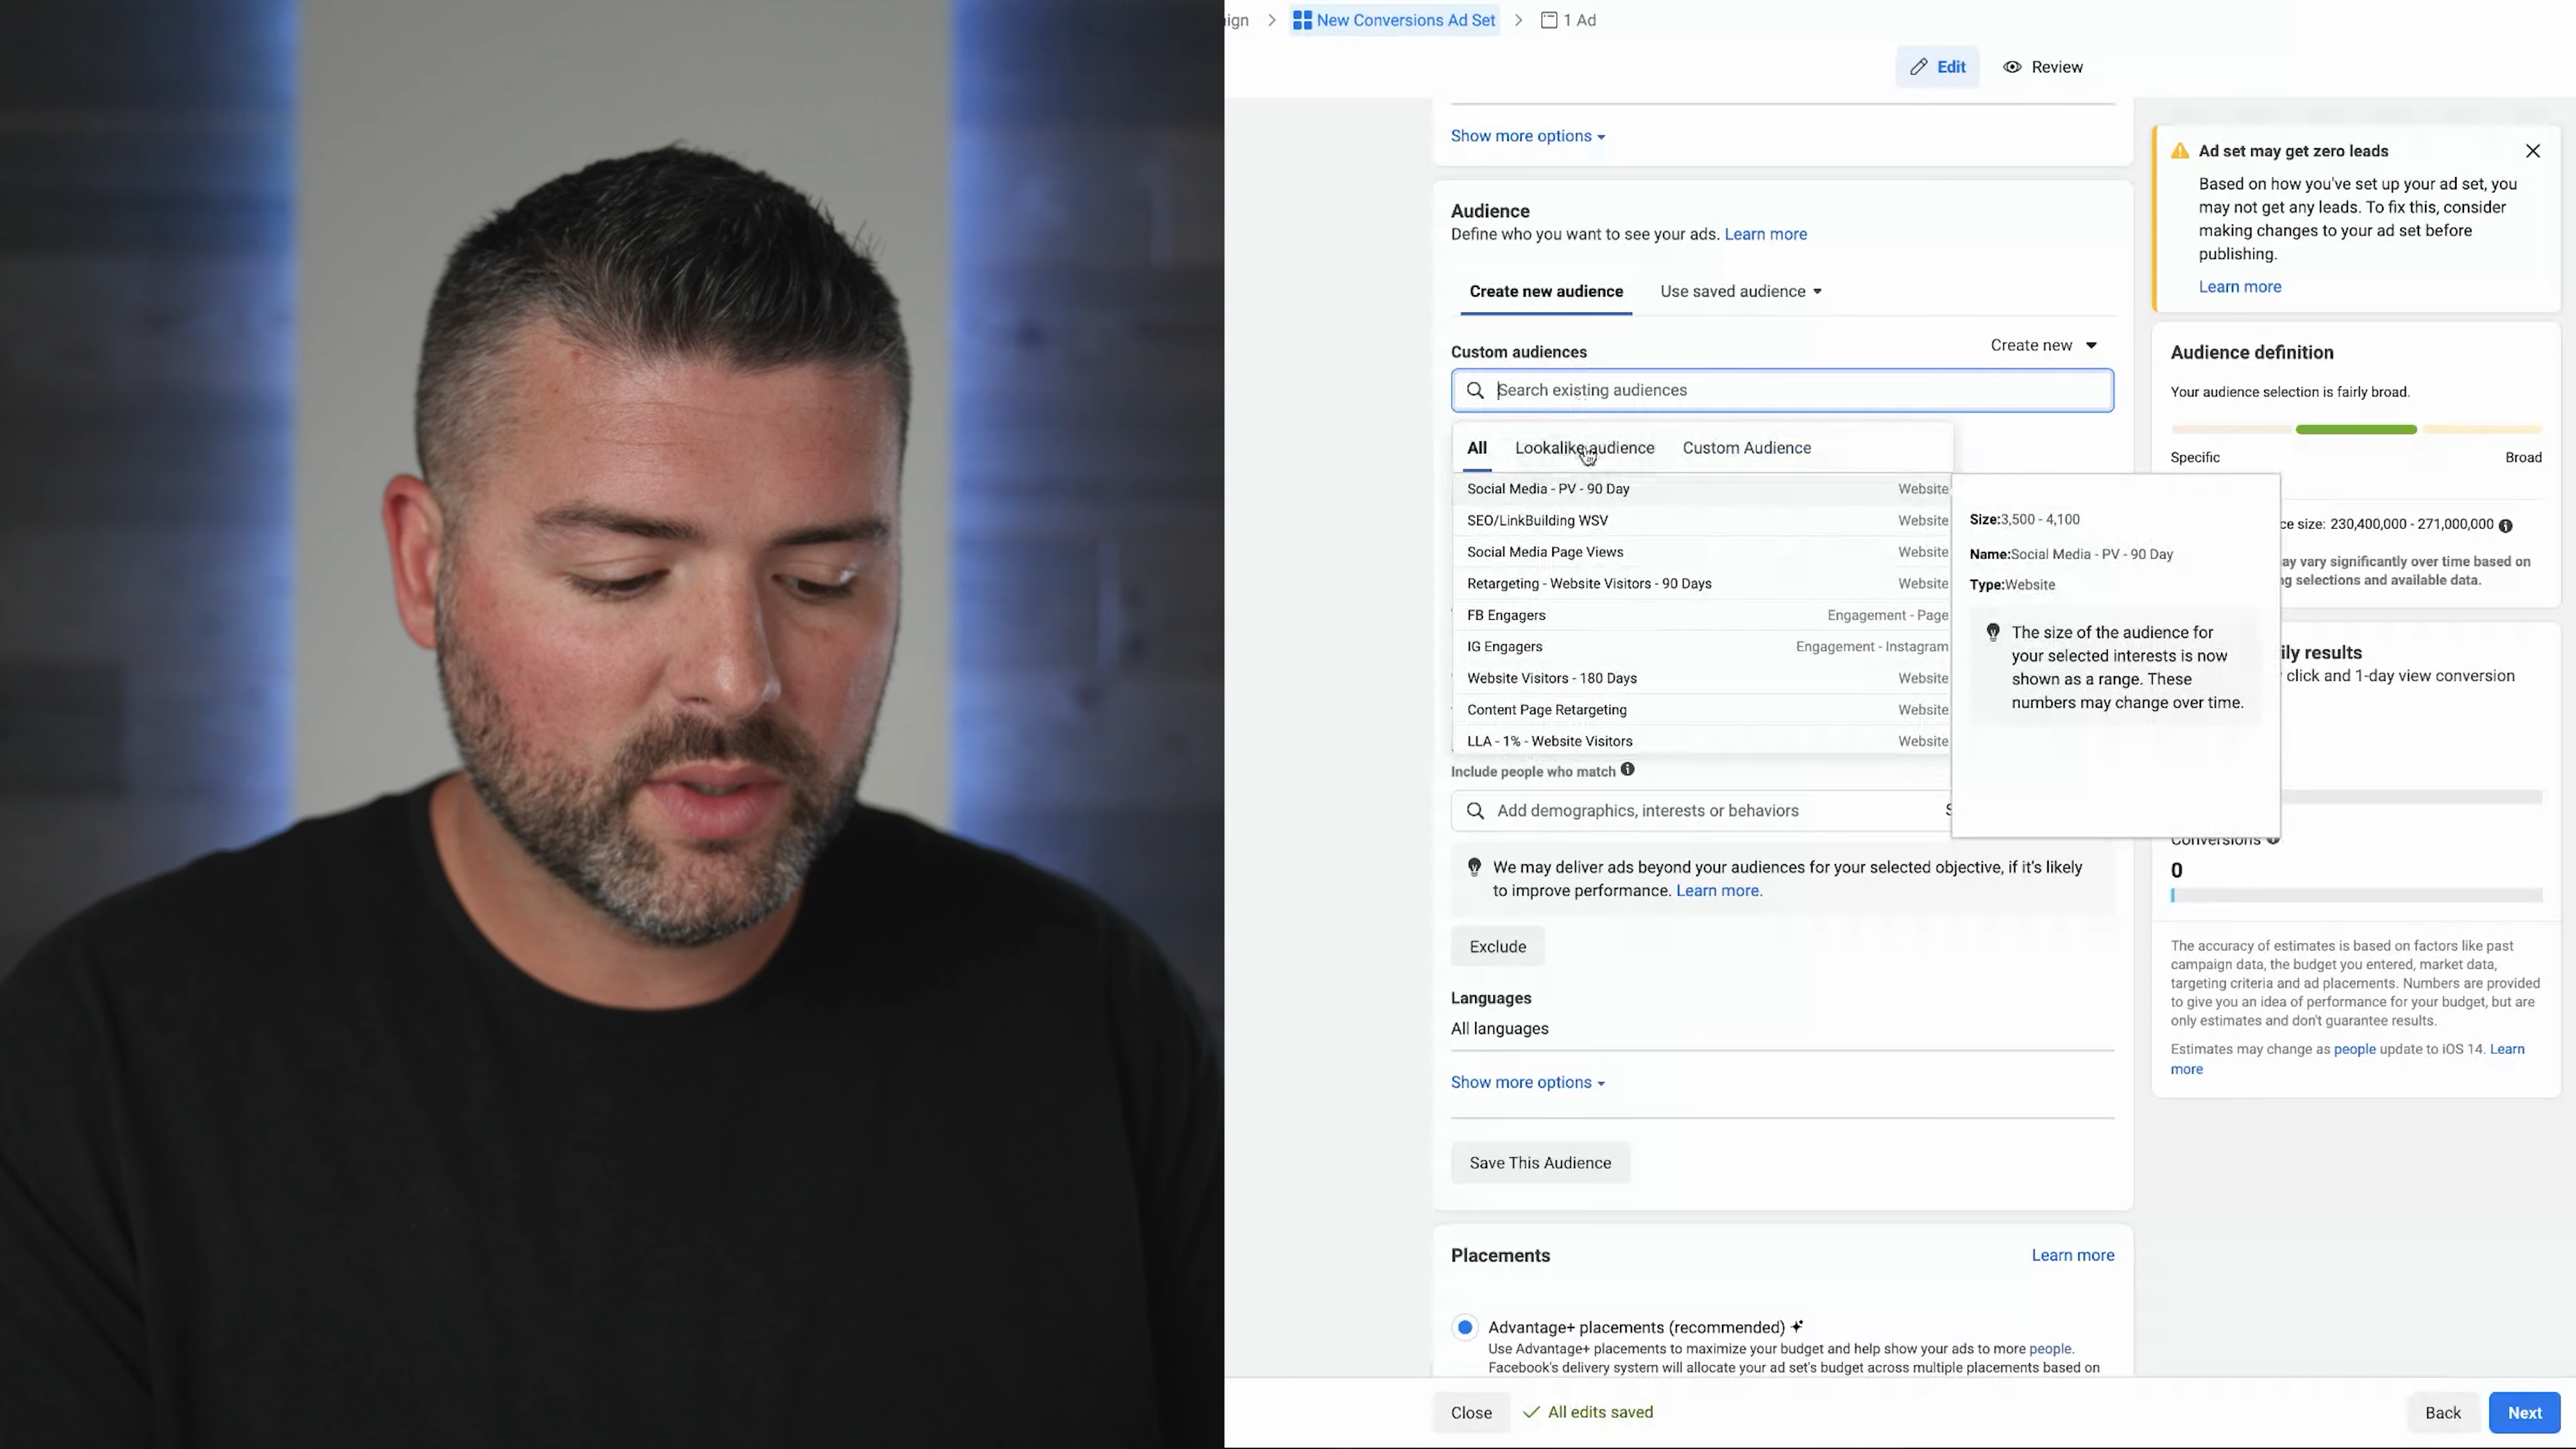 ign > New Conversions Ad Set > 1 Ad
Edit Review
Show more options
Audience
Define who you want to see your ads. Learn more
Create new audience Use saved audience
Custom audiences Create new
Search existing audiences
All Lookalike audience Custom Audience
Social Media - PV - 90 Day Website
SEO/LinkBuilding WSV Website
Social Media Page Views Website
Retargeting - Website Visitors - 90 Days Website
FB Engagers Engagement - Page
IG Engagers Engagement - Instagram
Website Visitors - 180 Days Website
Content Page Retargeting Website
LLA - 1% - Website Visitors Website
Size:3,500 - 4,100
Name:Social Media - PV - 90 Day
Type:Website
The size of the audience for
your selected interests is now
shown as a range. These
numbers may change over time.
Include people who match
Add demographics, interests or behaviors
We may deliver ads beyond your audiences for your selected objective, if it's likely
to improve performance. Learn more.
Exclude
Languages
All languages
Show more options
Save This Audience
Placements Learn more
Advantage+ placements (recommended)
Use Advantage+ placements to maximize your budget and help show your ads to more people.
Facebook's delivery system will allocate your ad set's budget across multiple placements based on
Close All edits saved Back Next
Ad set may get zero leads
Based on how you've set up your ad set, you
may not get any leads. To fix this, consider
making changes to your ad set before
publishing.
Learn more
Audience definition
Your audience selection is fairly broad.
Specific Broad
ce size: 230,400,000 - 271,000,000
ay vary significantly over time based on
ng selections and available data.
ily results
click and 1-day view conversion
Conversions
0
The accuracy of estimates is based on factors like past
campaign data, the budget you entered, market data,
targeting criteria and ad placements. Numbers are provided
to give you an idea of performance for your budget, but are
only estimates and don't guarantee results.
Estimates may change as people update to iOS 14. Learn
more